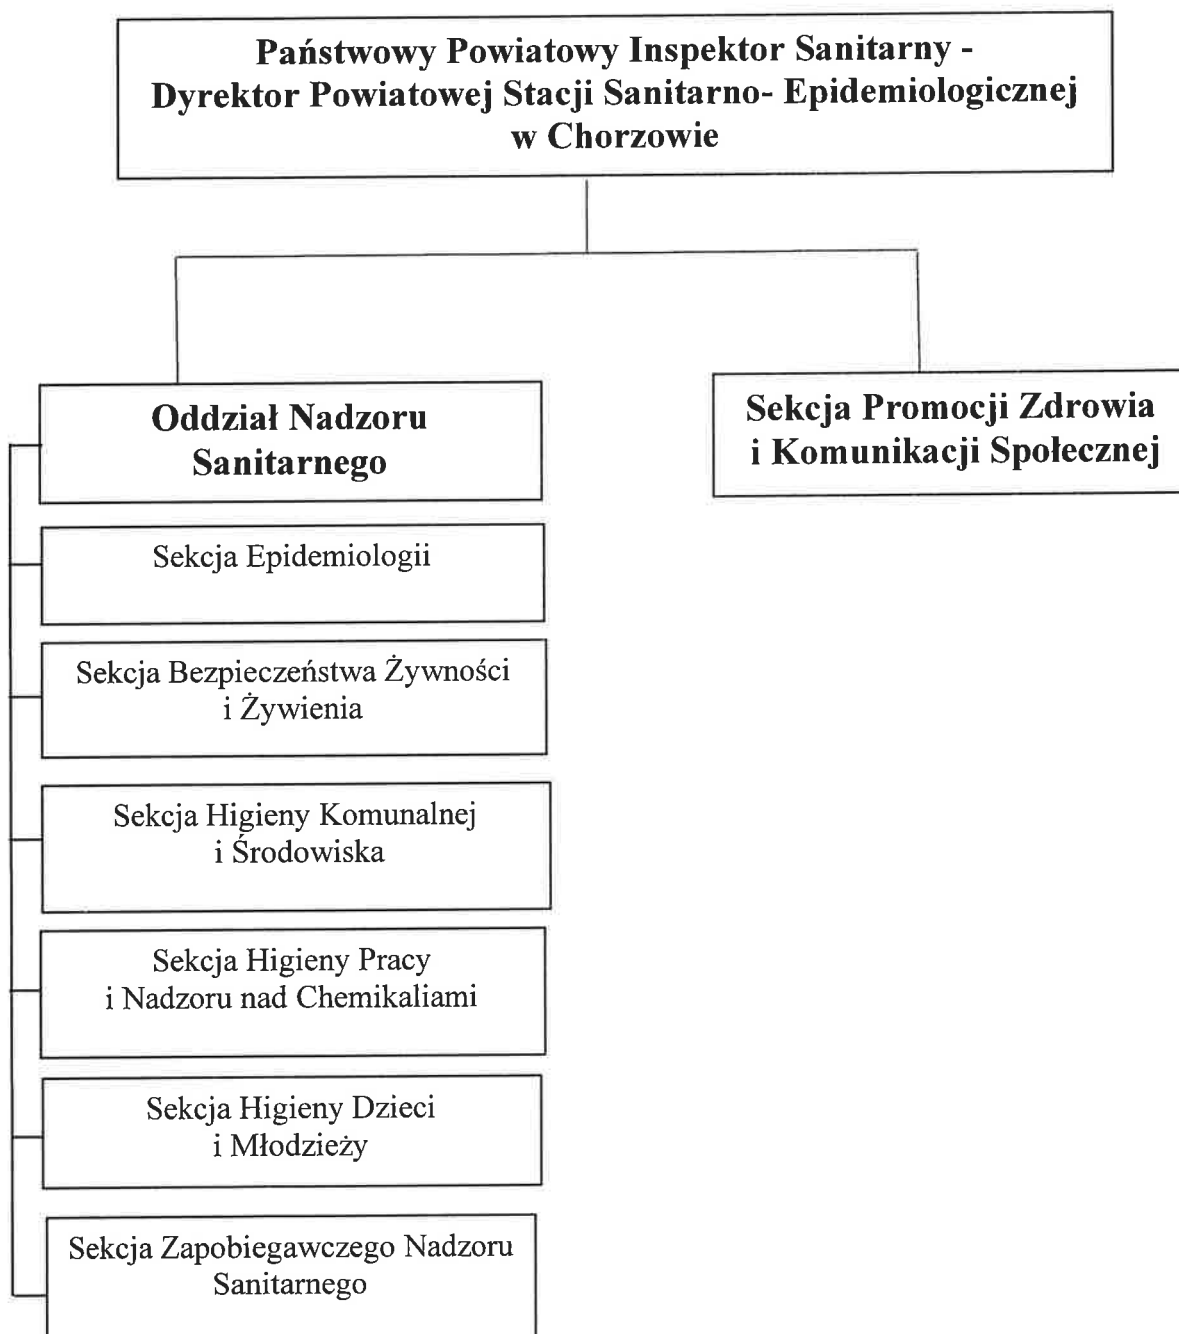 Państwowy Powiatowy Inspektor Sanitarny -
Dyrektor Powiatowej Stacji Sanitarno- Epidemiologicznej
w Chorzowie
Oddział Nadzoru
Sanitarnego
Sekcja Promocji Zdrowia
i Komunikacji Społecznej
Sekcja Epidemiologii
Sekcja Bezpieczeństwa Żywności
i Żywienia
Sekcja Higieny Komunalnej
i Środowiska
Sekcja Higieny Pracy
i Nadzoru nad Chemikaliami
Sekcja Higieny Dzieci
i Młodzieży
Sekcja Zapobiegawczego Nadzoru
Sanitarnego